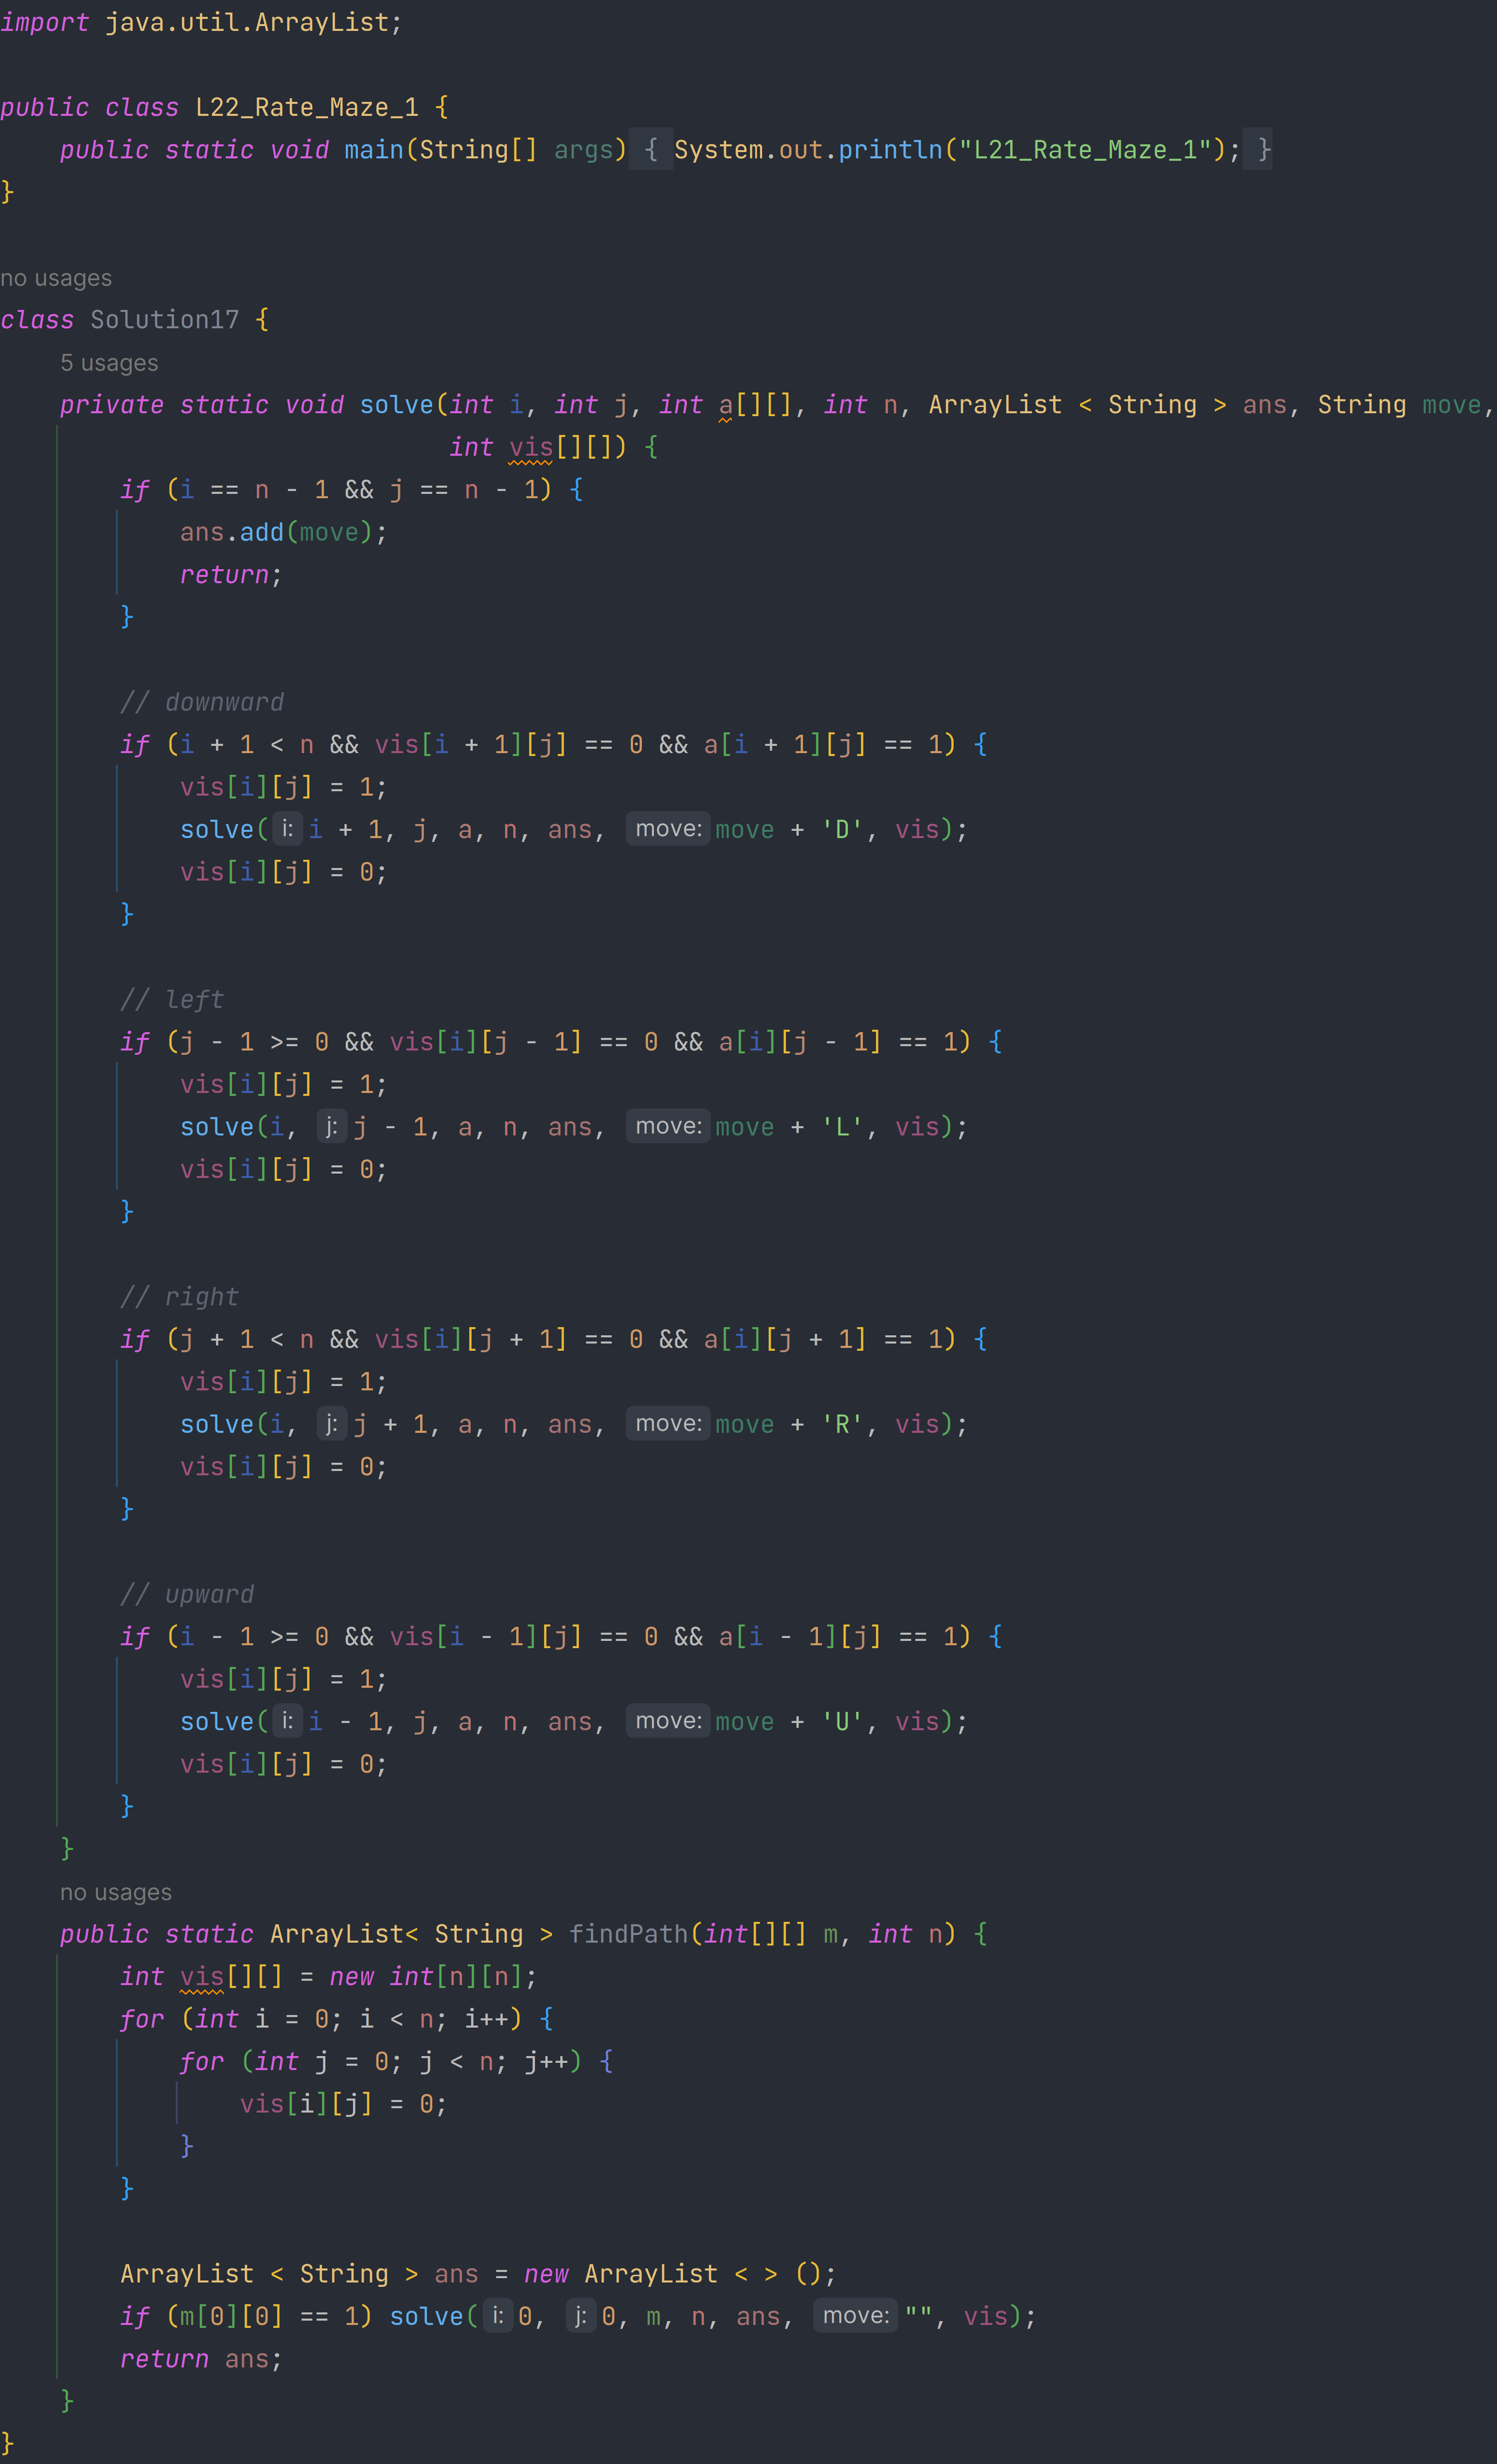 import java.util.ArrayList;
public class L22_Rate_Maze_1 {
    public static void main(String[] args) { System.out.println("L21_Rate_Maze_1"); }
}
no usages
class Solution17 {
    5 usages
    private static void solve(int i, int j, int a[][], int n, ArrayList < String > ans, String move,
                              int vis[][]) {
        if (i == n - 1 && j == n - 1) {
            ans.add(move);
            return;
        }
        // downward
        if (i + 1 < n && vis[i + 1][j] == 0 && a[i + 1][j] == 1) {
            vis[i][j] = 1;
            solve( i: i + 1, j, a, n, ans, move: move + 'D', vis);
            vis[i][j] = 0;
        }
        // left
        if (j - 1 >= 0 && vis[i][j - 1] == 0 && a[i][j - 1] == 1) {
            vis[i][j] = 1;
            solve(i, j: j - 1, a, n, ans, move: move + 'L', vis);
            vis[i][j] = 0;
        }
        // right
        if (j + 1 < n && vis[i][j + 1] == 0 && a[i][j + 1] == 1) {
            vis[i][j] = 1;
            solve(i, j: j + 1, a, n, ans, move: move + 'R', vis);
            vis[i][j] = 0;
        }
        // upward
        if (i - 1 >= 0 && vis[i - 1][j] == 0 && a[i - 1][j] == 1) {
            vis[i][j] = 1;
            solve( i: i - 1, j, a, n, ans, move: move + 'U', vis);
            vis[i][j] = 0;
        }
    }
    no usages
    public static ArrayList< String > findPath(int[][] m, int n) {
        int vis[][] = new int[n][n];
        for (int i = 0; i < n; i++) {
            for (int j = 0; j < n; j++) {
                vis[i][j] = 0;
            }
        }
        ArrayList < String > ans = new ArrayList < > ();
        if (m[0][0] == 1) solve( i: 0, j: 0, m, n, ans, move: "", vis);
        return ans;
    }
}